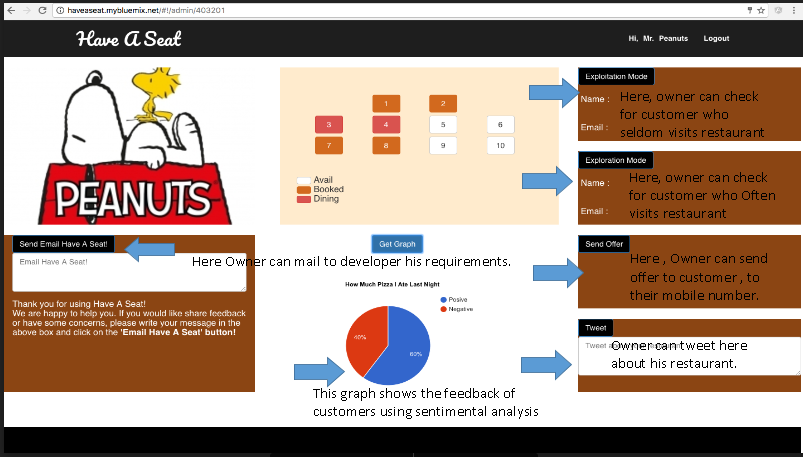 haveaseat.mybluemix.net/#!/admin/403201
Have A Seat
Hi, Mr. Peanuts Logout
PEANUTS
1 2
3 4 5 6
7 8 9 10
Avail
Booked
Dining
Exploitation Mode
Name :
Email :
Here, owner can check
for customer who
seldom visits restaurant
Exploration Mode
Name :
Email :
Here, owner can check
for customer who Often
visits restaurant
Send Email Have A Seat!
Email Have A Seat!
Here Owner can mail to developer his requirements.
Thank you for using Have A Seat!
We are happy to help you. If you would like share feedback
or have some concerns, please write your message in the
above box and click on the 'Email Have A Seat' button!
Get Graph
How Much Pizza I Ate Last Night
Posive
Negative
40%
60%
This graph shows the feedback of
customers using sentimental analysis
Send Offer
Here , Owner can send
offer to customer , to
their mobile number.
Tweet
Tweet
Owner can tweet here
about his restaurant.